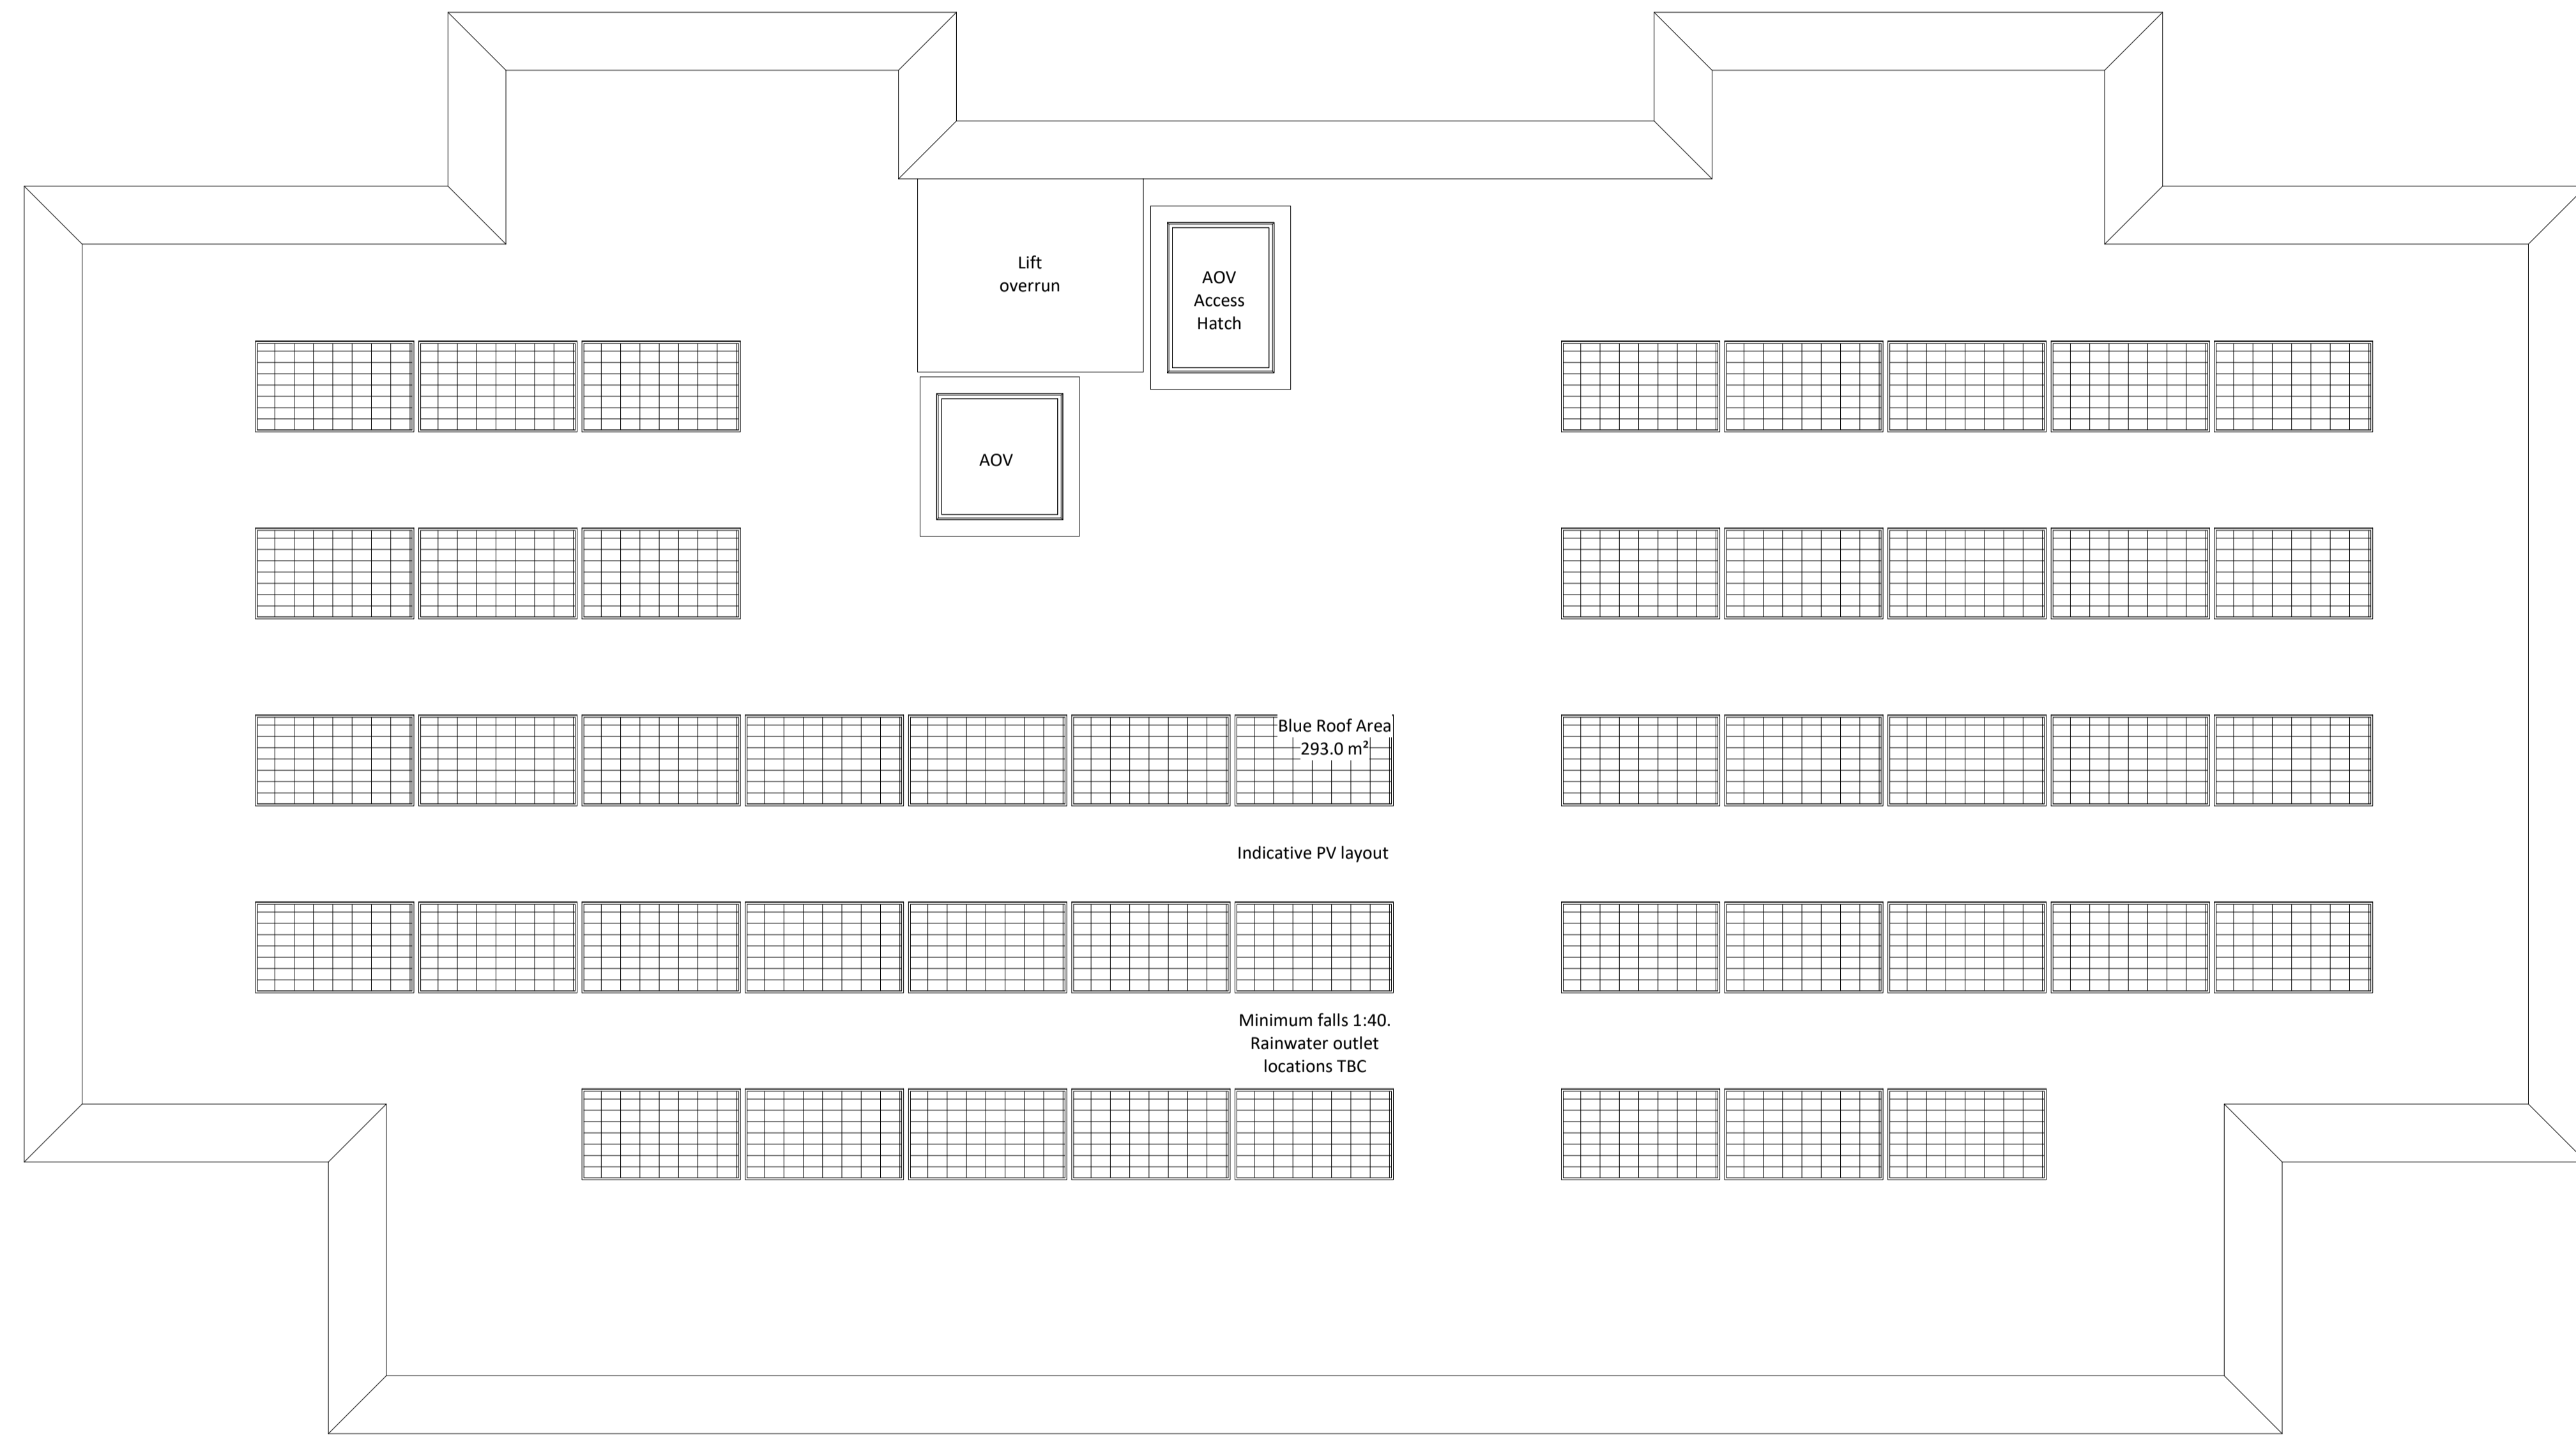 Lift
overrun
AOV
Access
Hatch
AOV
Blue Roof Area
293.0 m²
Indicative PV layout
Minimum falls 1:40.
Rainwater outlet
locations TBC